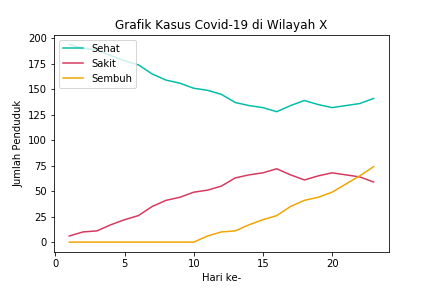 Grafik Kasus Covid-19 di Wilayah X
200
175
150
125
100
75
50
25
0
Jumlah Penduduk
Sehat
Sakit
Sembuh
0 5 10 15 20
Hari ke-